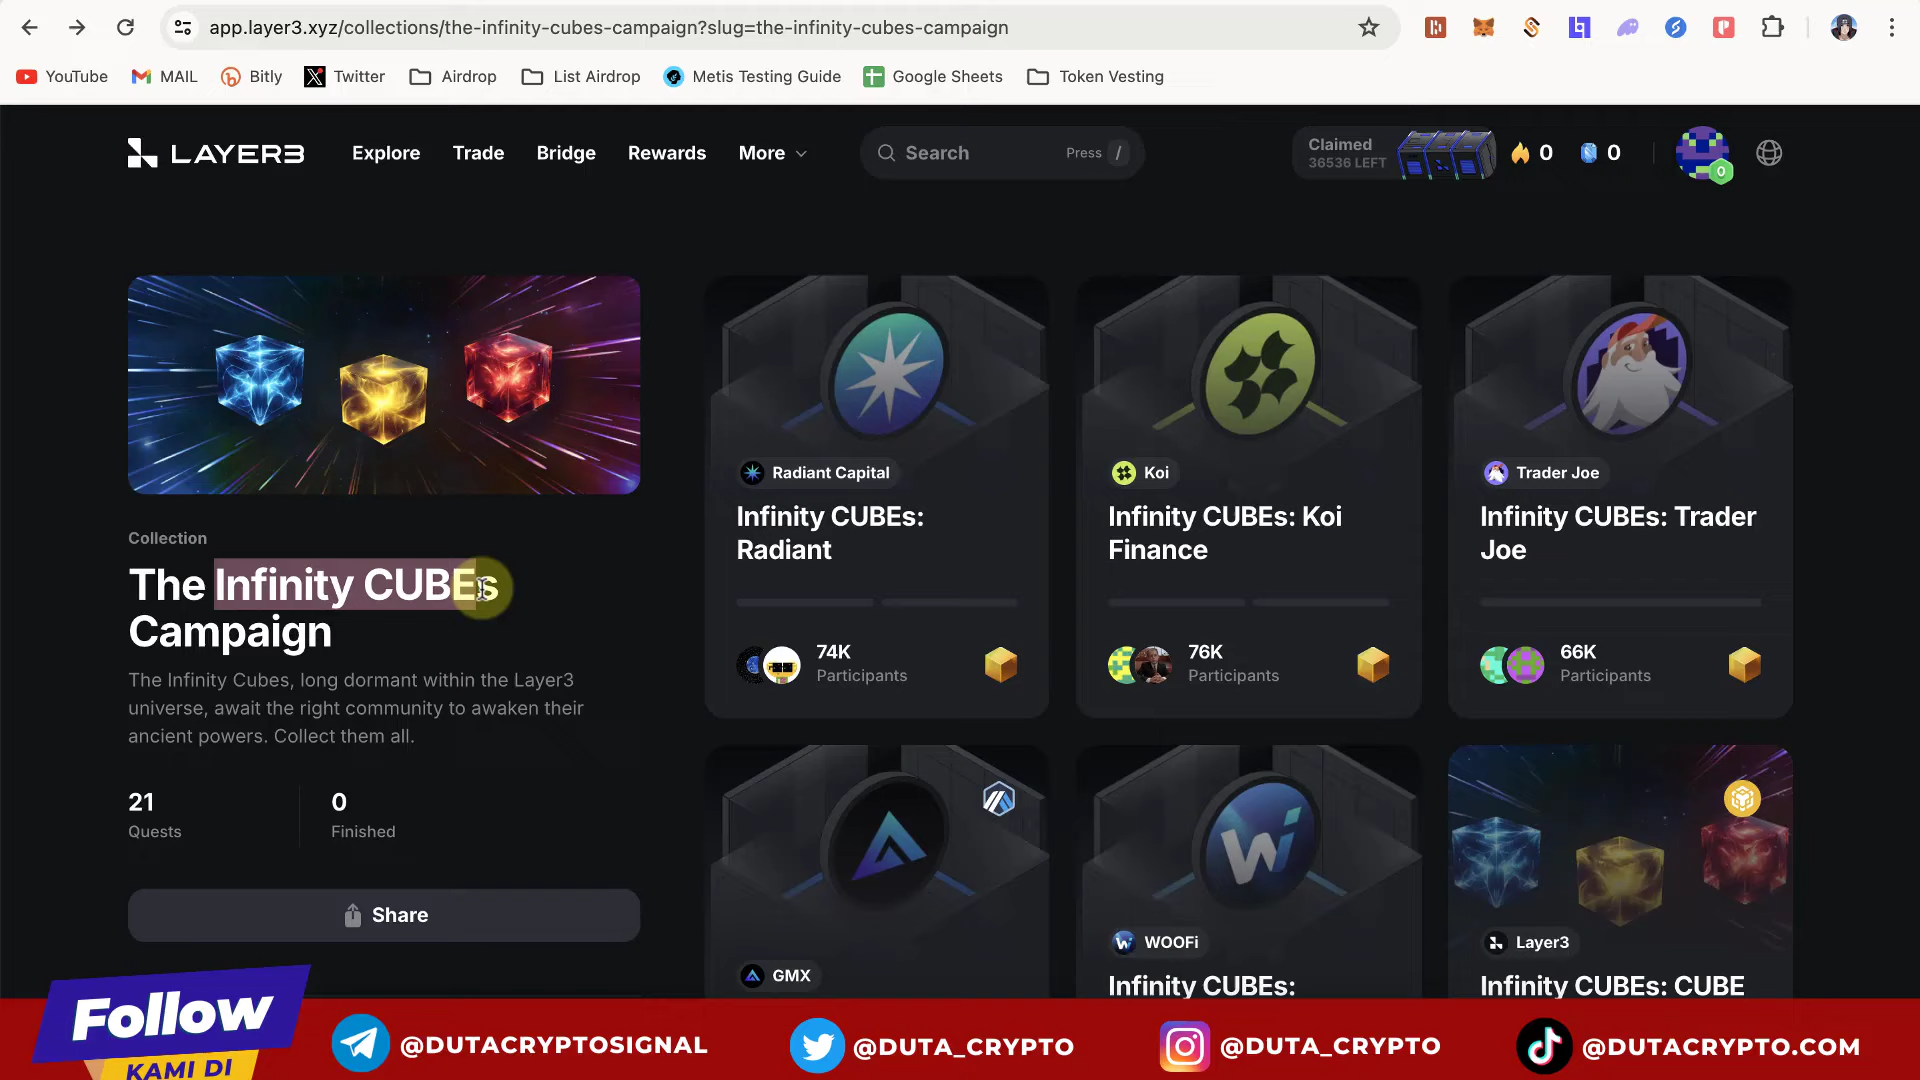 app.layer3.xyz/collections/the-infinity-cubes-campaign?slug=the-infinity-cubes-campaign
YouTube MAIL Bitly Twitter Airdrop List Airdrop Metis Testing Guide Google Sheets Token Vesting
LAYER3 Explore Trade Bridge Rewards More Search Press / Claimed 36536 LEFT 0 0 0
Collection
The Infinity CUBEs
Campaign
The Infinity Cubes, long dormant within the Layer3
universe, await the right community to awaken their
ancient powers. Collect them all.
21 0
Quests Finished
Share
Radiant Capital
Infinity CUBEs:
Radiant
74K
Participants
Koi
Infinity CUBEs: Koi
Finance
76K
Participants
Trader Joe
Infinity CUBEs: Trader
Joe
66K
Participants
GMX
WOOFi
Infinity CUBEs:
Layer3
Infinity CUBEs: CUBE
Follow
KAMI DI
@DUTACRYPTOSIGNAL @DUTA_CRYPTO @DUTA_CRYPTO @DUTACRYPTO.COM